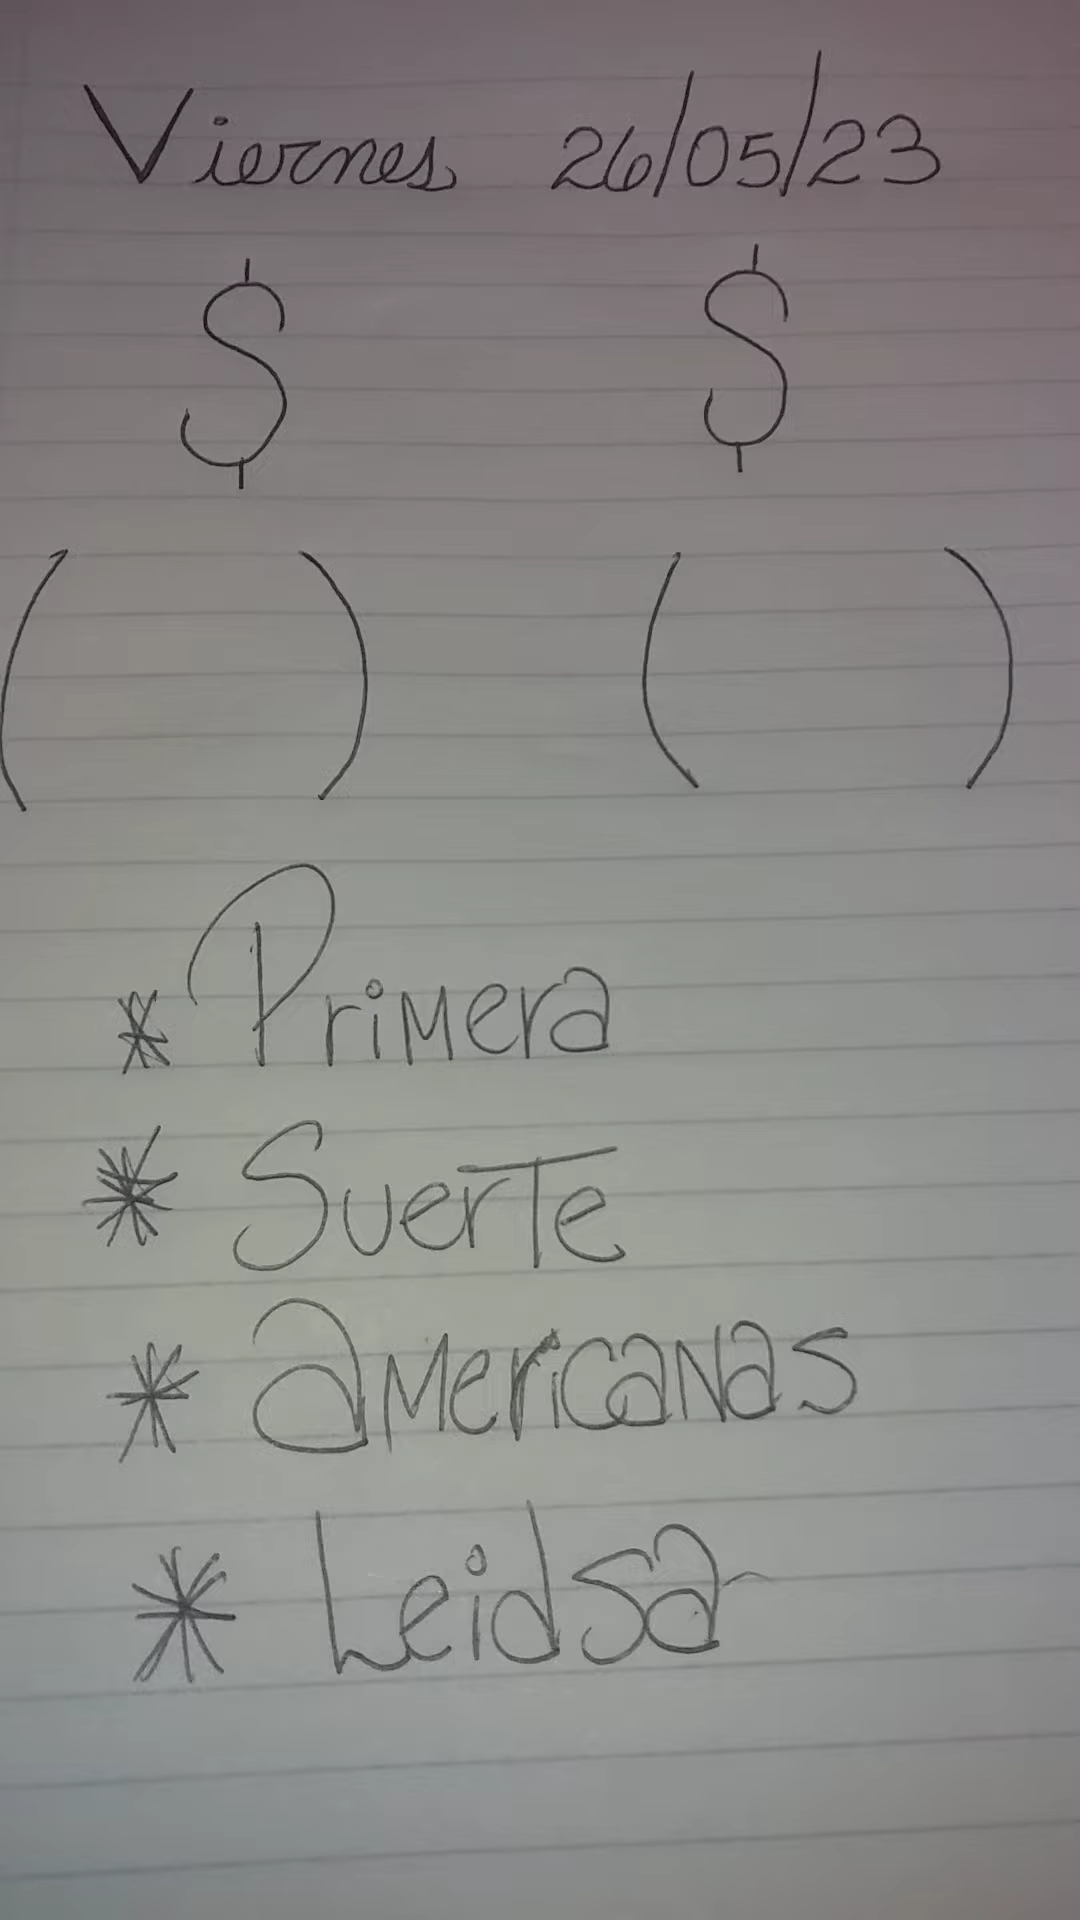 Viernes 26/05/23
$ $
( ) ( )
* Primera
* Suerte
* Americanas
* Leidsa